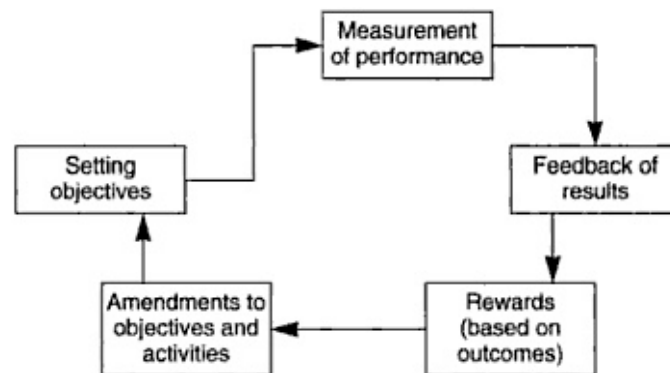 Measurement
of performance
Setting
objectives
Feedback of
results
Amendments to
objectives and
activities
Rewards
(based on
outcomes)